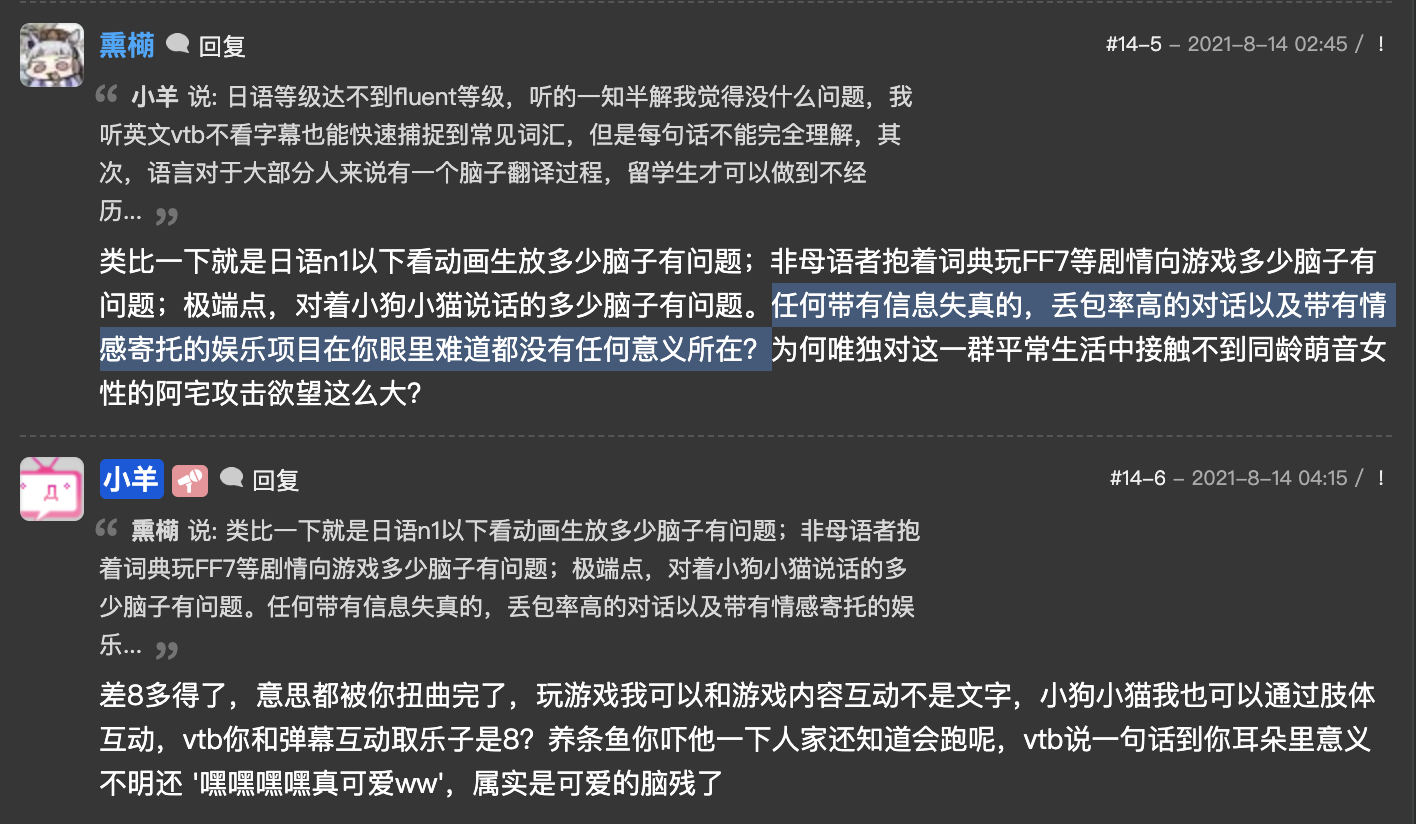 熏橗 回复 #14-5 – 2021-8-14 02:45 / !
“ 小羊 说: 日语等级达不到fluent等级，听的一知半解我觉得没什么问题，我
听英文vtb不看字幕也能快速捕捉到常见词汇，但是每句话不能完全理解，其
次，语言对于大部分人来说有一个脑子翻译过程，留学生才可以做到不经
历... ”
类比一下就是日语n1以下看动画生放多少脑子有问题；非母语者抱着词典玩FF7等剧情向游戏多少脑子有
问题；极端点，对着小狗小猫说话的多少脑子有问题。任何带有信息失真的，丢包率高的对话以及带有情
感寄托的娱乐项目在你眼里难道都没有任何意义所在？为何唯独对这一群平常生活中接触不到同龄萌音女
性的阿宅攻击欲望这么大？
小羊 回复 #14-6 – 2021-8-14 04:15 / !
“ 熏橗 说: 类比一下就是日语n1以下看动画生放多少脑子有问题；非母语者抱
着词典玩FF7等剧情向游戏多少脑子有问题；极端点，对着小狗小猫说话的多
少脑子有问题。任何带有信息失真的，丢包率高的对话以及带有情感寄托的娱
乐... ”
差8多得了，意思都被你扭曲完了，玩游戏我可以和游戏内容互动不是文字，小狗小猫我也可以通过肢体
互动，vtb你和弹幕互动取乐子是8？养条鱼你吓他一下人家还知道会跑呢，vtb说一句话到你耳朵里意义
不明还 '嘿嘿嘿嘿真可爱ww'，属实是可爱的脑残了